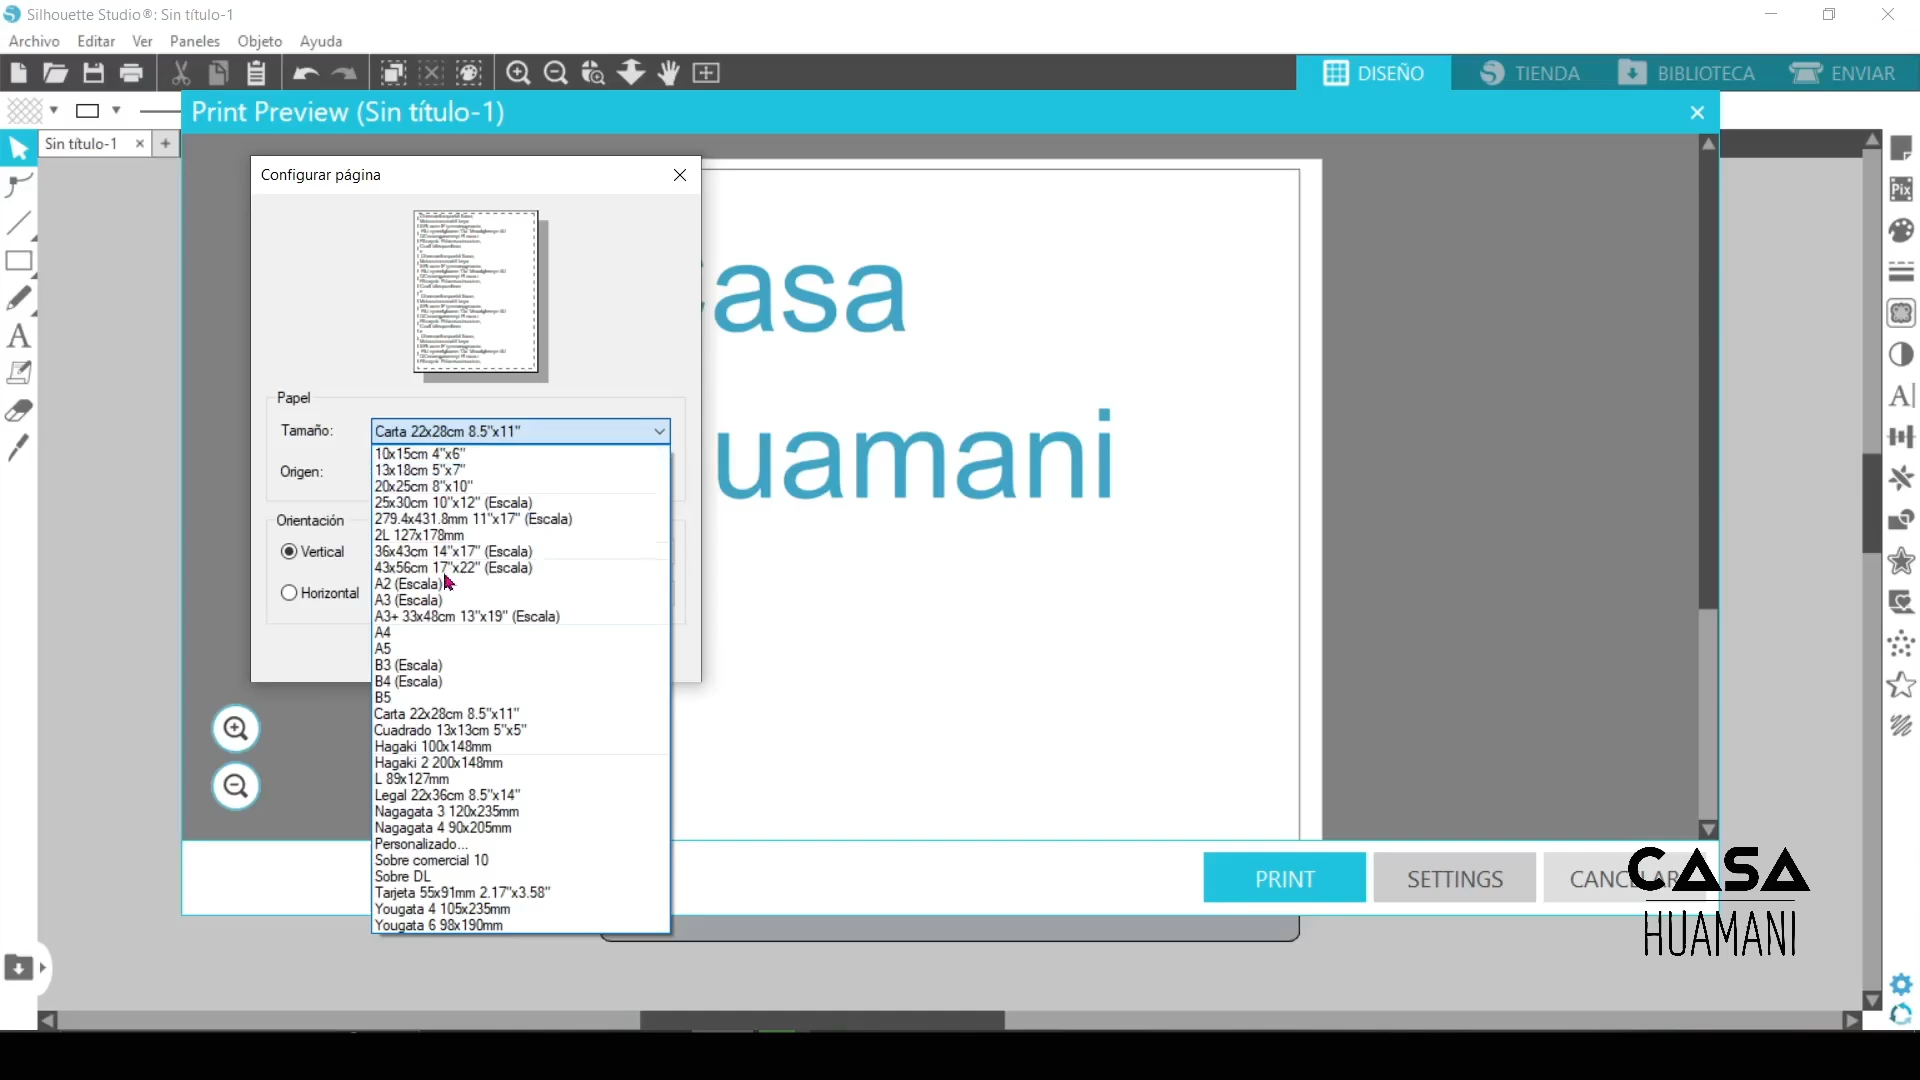 Silhouette Studio®: Sin título-1
Archivo Editar Ver Paneles Objeto Ayuda
DISEÑO TIENDA BIBLIOTECA ENVIAR
Print Preview (Sin título-1)
Sin título-1
Pix
Configurar página
Papel
Tamaño: Carta 22x28cm 8.5"x11"
Origen:
Orientación
Vertical
Horizontal
10x15cm 4"x6"
13x18cm 5"x7"
20x25cm 8"x10"
25x30cm 10"x12" (Escala)
279.4x431.8mm 11"x17" (Escala)
2L 127x178mm
36x43cm 14"x17" (Escala)
43x56cm 17"x22" (Escala)
A2 (Escala)
A3 (Escala)
A3+ 33x48cm 13"x19" (Escala)
A4
A5
B3 (Escala)
B4 (Escala)
B5
Carta 22x28cm 8.5"x11"
Cuadrado 13x13cm 5"x5"
Hagaki 100x148mm
Hagaki 2 200x148mm
L 89x127mm
Legal 22x36cm 8.5"x14"
Nagagata 3 120x235mm
Nagagata 4 90x205mm
Personalizado...
Sobre comercial 10
Sobre DL
Tarjeta 55x91mm 2.17"x3.58"
Yougata 4 105x235mm
Yougata 6 98x190mm
asa
uamani
PRINT SETTINGS CANCELAR
CASA
HUAMANI